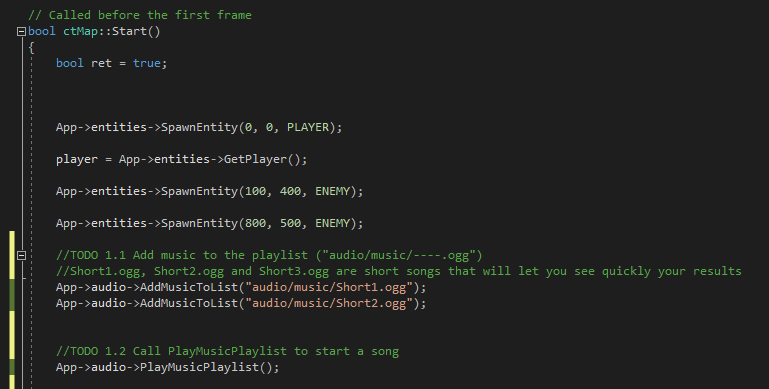 // Called before the first frame
bool ctMap::Start()
{
bool ret = true;
App->entities->SpawnEntity(0, 0, PLAYER);
player = App->entities->GetPlayer();
App->entities->SpawnEntity(100, 400, ENEMY);
App->entities->SpawnEntity(800, 500, ENEMY);
//TODO 1.1 Add music to the playlist ("audio/music/----.ogg")
//Short1.ogg, Short2.ogg and Short3.ogg are short songs that will let you see quickly your results
App->audio->AddMusicToList("audio/music/Short1.ogg");
App->audio->AddMusicToList("audio/music/Short2.ogg");
//TODO 1.2 Call PlayMusicPlaylist to start a song
App->audio->PlayMusicPlaylist();